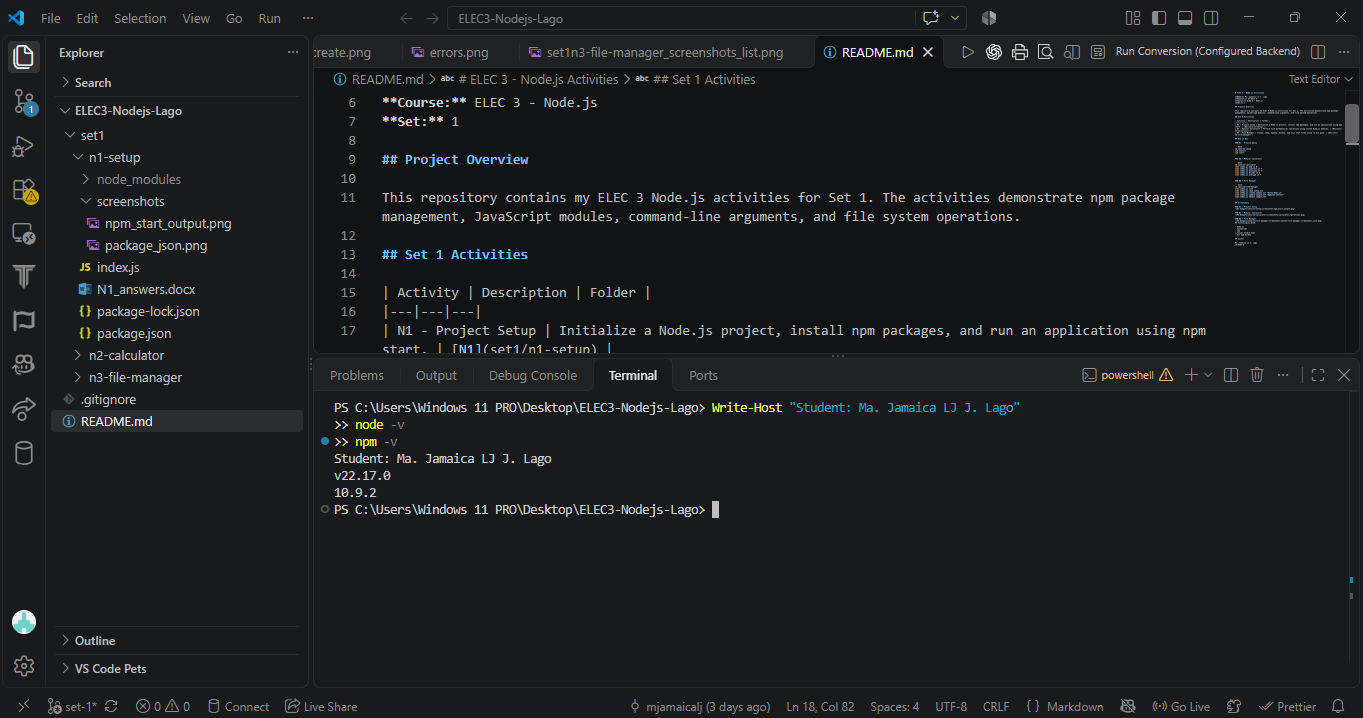 File Edit Selection View Go Run ···
ELEC3-Nodejs-Lago
Explorer
Search
ELEC3-Nodejs-Lago
set1
n1-setup
node_modules
screenshots
npm_start_output.png
package_json.png
JS index.js
N1_answers.docx
{} package-lock.json
{} package.json
n2-calculator
n3-file-manager
.gitignore
README.md
Outline
VS Code Pets
create.png errors.png set1n3-file-manager_screenshots_list.png README.md Run Conversion (Configured Backend)
README.md > abc # ELEC 3 - Node.js Activities > abc ## Set 1 Activities Text Editor
6 **Course:** ELEC 3 - Node.js
7 **Set:** 1
8
9 ## Project Overview
10
11 This repository contains my ELEC 3 Node.js activities for Set 1. The activities demonstrate npm package
management, JavaScript modules, command-line arguments, and file system operations.
12
13 ## Set 1 Activities
14
15 | Activity | Description | Folder |
16 |---|---|---|
17 | N1 - Project Setup | Initialize a Node.js project, install npm packages, and run an application using npm
start. | [N1](set1/n1-setup) |
Problems Output Debug Console Terminal Ports
powershell
PS C:\Users\Windows 11 PRO\Desktop\ELEC3-Nodejs-Lago> Write-Host "Student: Ma. Jamaica LJ J. Lago"
>> node -v
>> npm -v
Student: Ma. Jamaica LJ J. Lago
v22.17.0
10.9.2
PS C:\Users\Windows 11 PRO\Desktop\ELEC3-Nodejs-Lago>
set-1* 0 0 Connect Live Share mjamaicalj (3 days ago) Ln 18, Col 82 Spaces: 4 UTF-8 CRLF {} Markdown Go Live Prettier